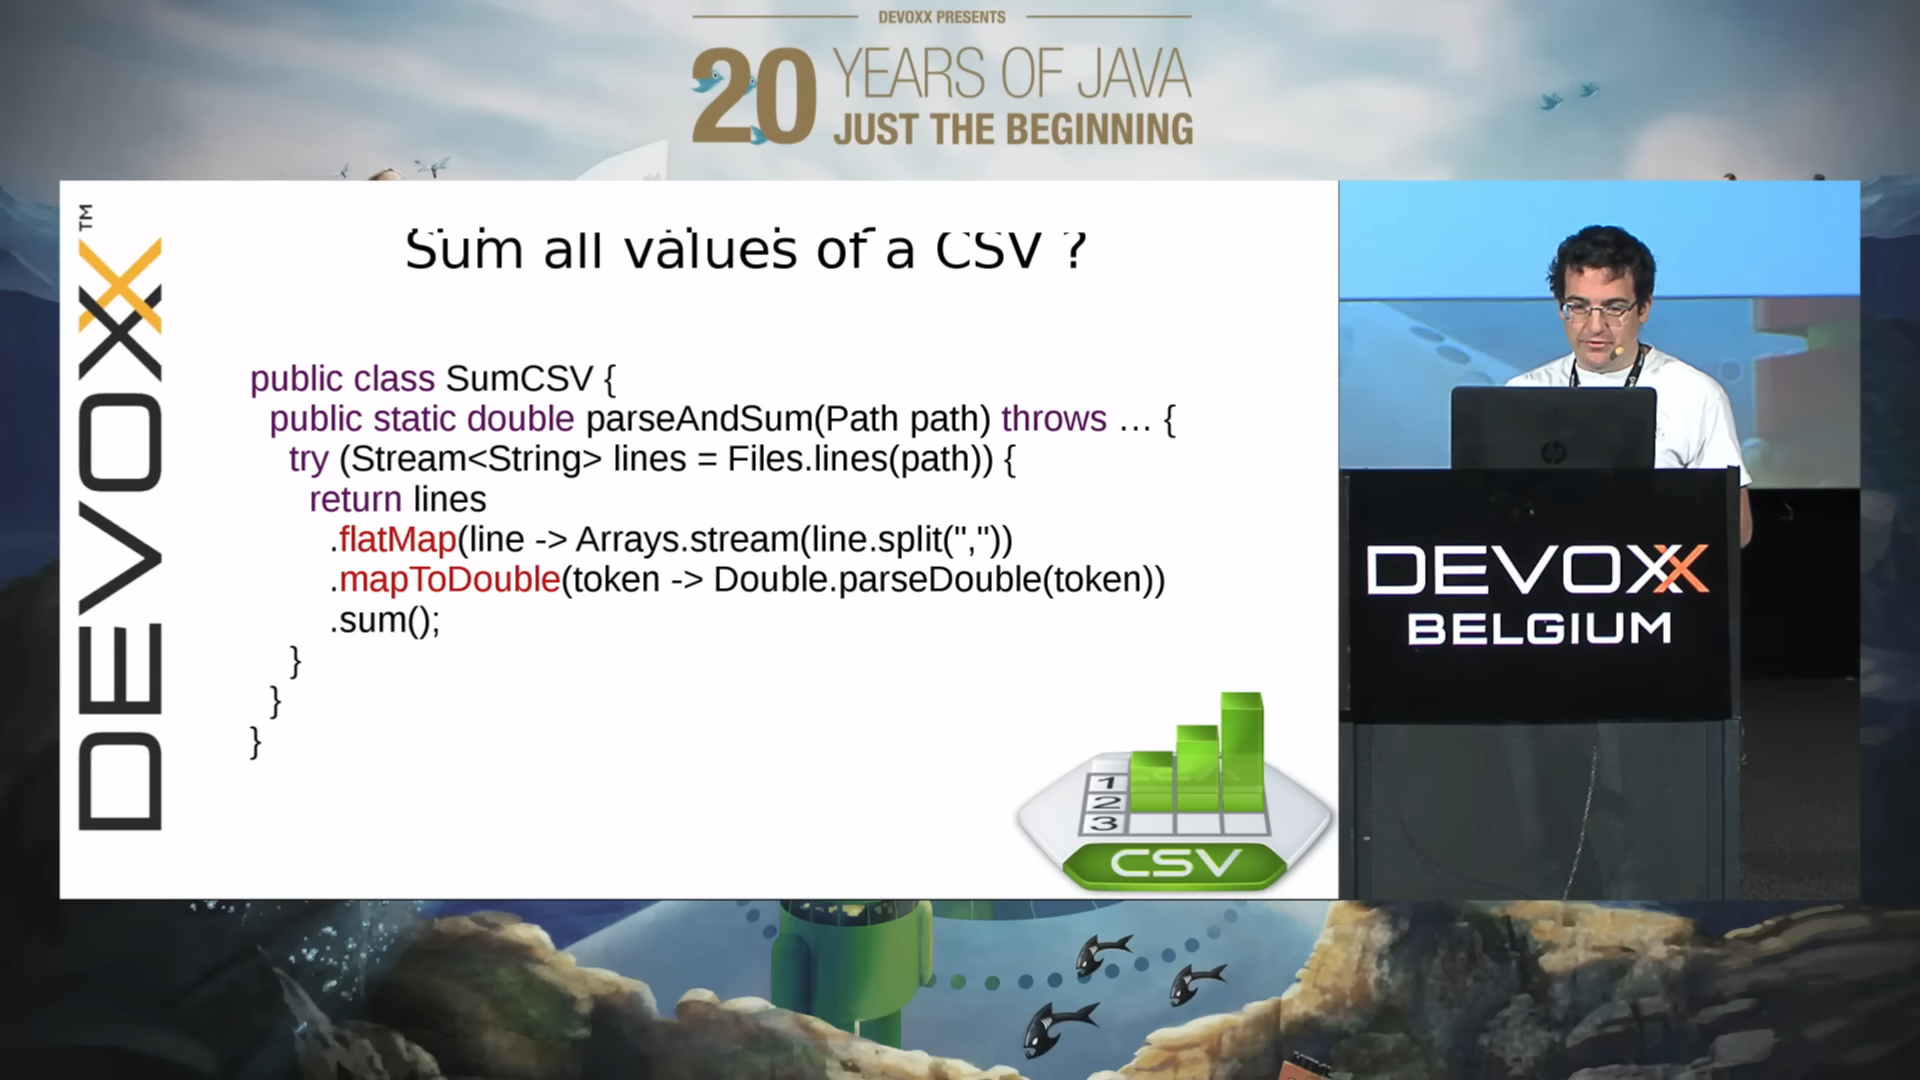 DEVOXX PRESENTS
20 YEARS OF JAVA
JUST THE BEGINNING
DEVOXX™
Sum all values of a CSV ?
public class SumCSV {
public static double parseAndSum(Path path) throws … {
try (Stream<String> lines = Files.lines(path)) {
return lines
.flatMap(line -> Arrays.stream(line.split(","))
.mapToDouble(token -> Double.parseDouble(token))
.sum();
}
}
}
1
2
3
CSV
hp
DEVOXX
BELGIUM